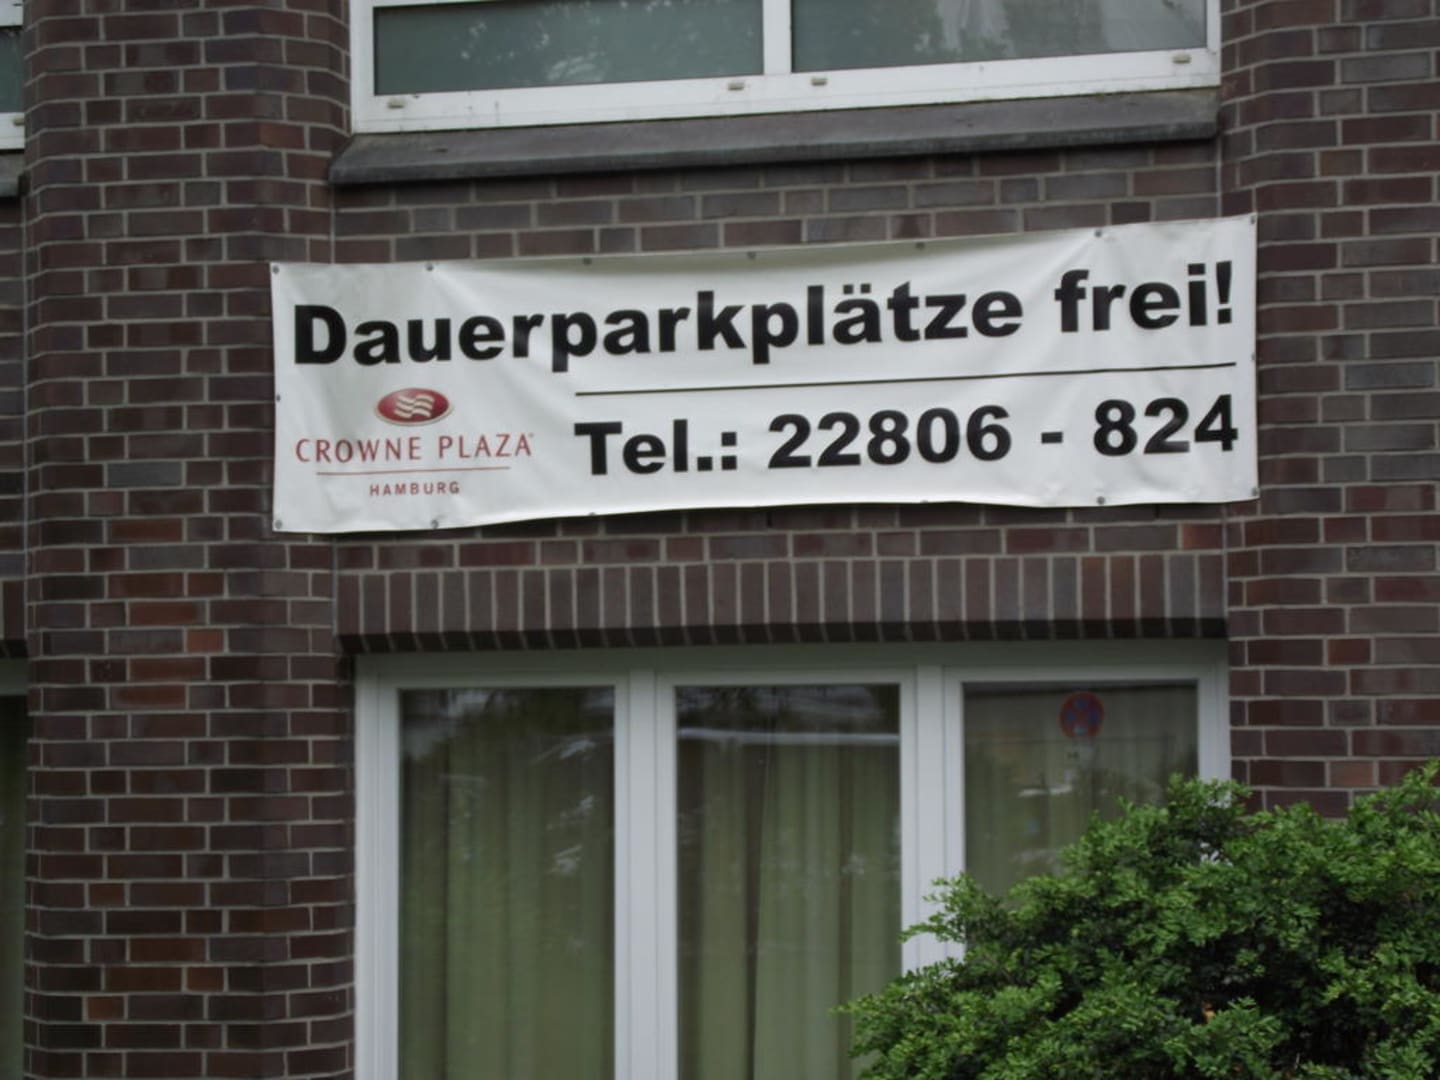 Dauerparkplätze frei!
CROWNE PLAZA
HAMBURG
Tel.: 22806 - 824